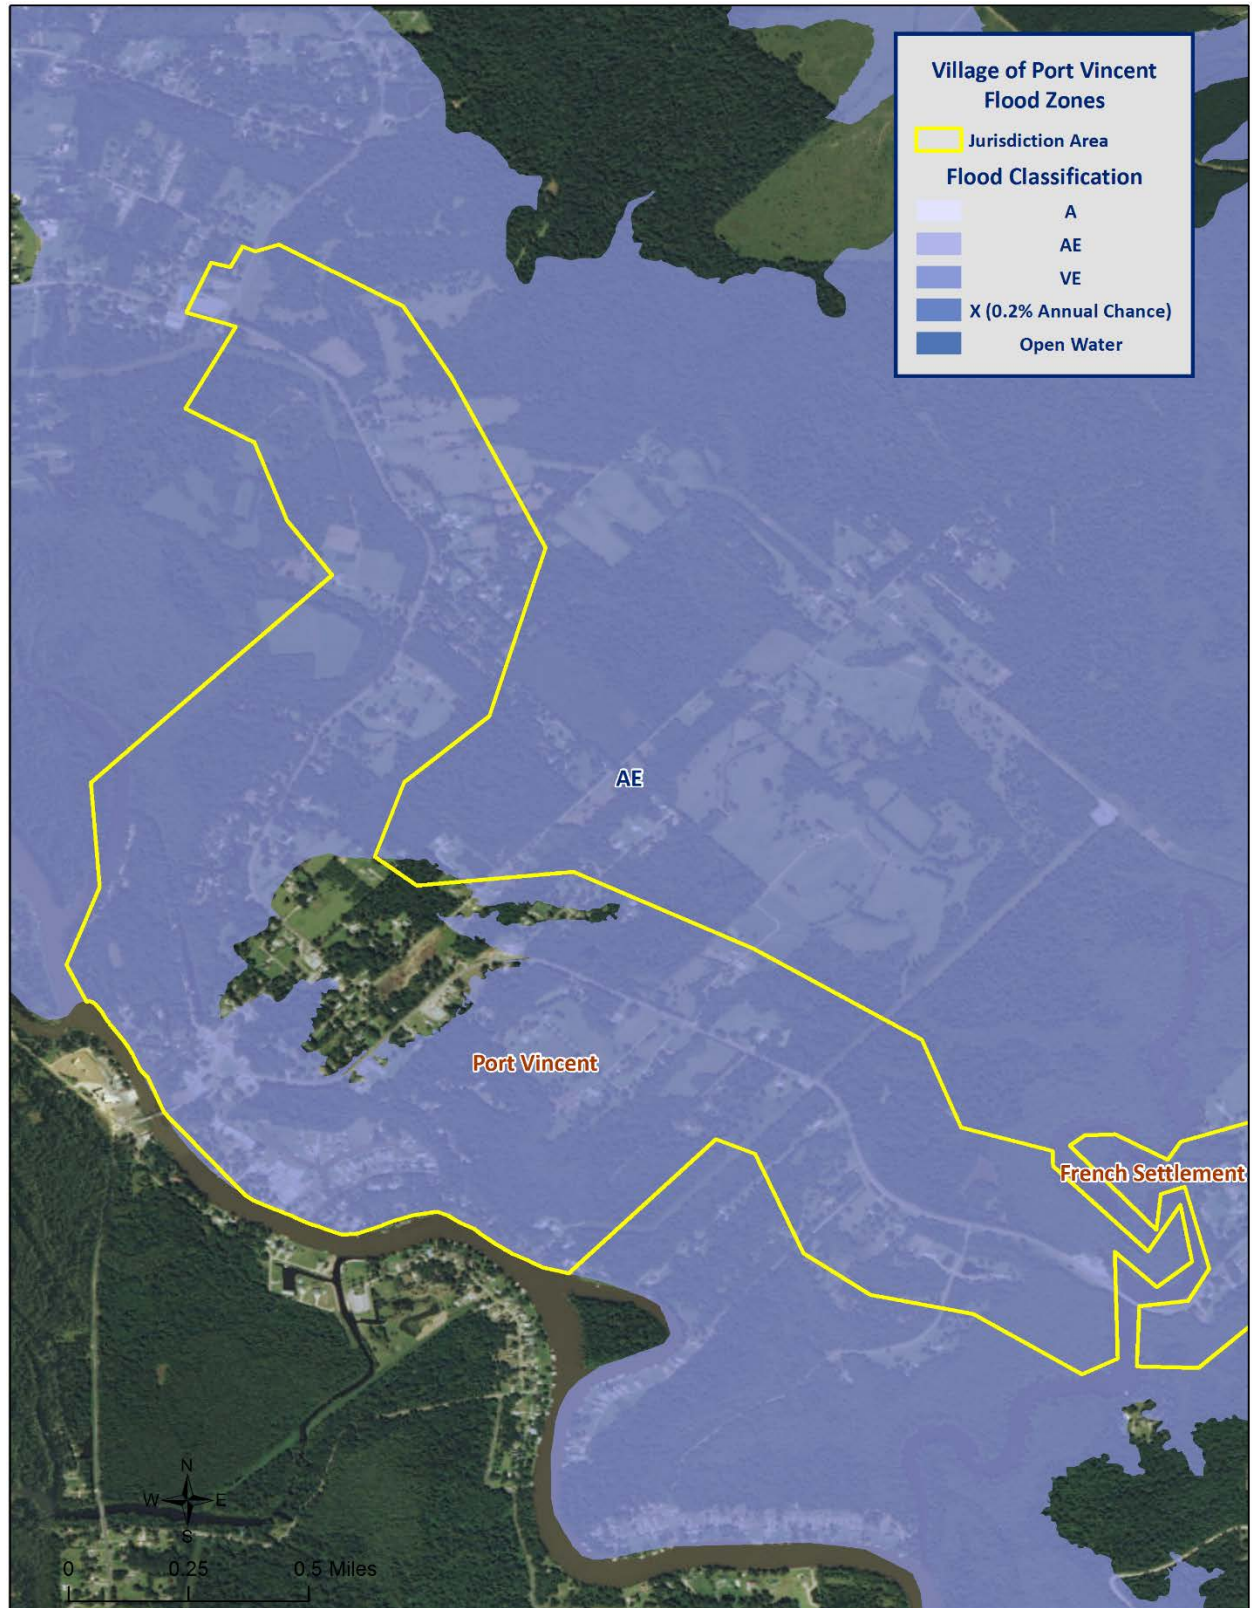 Village of Port Vincent
Flood Zones
Jurisdiction Area
Flood Classification
A
AE
VE
X (0.2% Annual Chance)
Open Water
AE
Port Vincent
French Settlement
N
W E
S
0 0.25 0.5 Miles